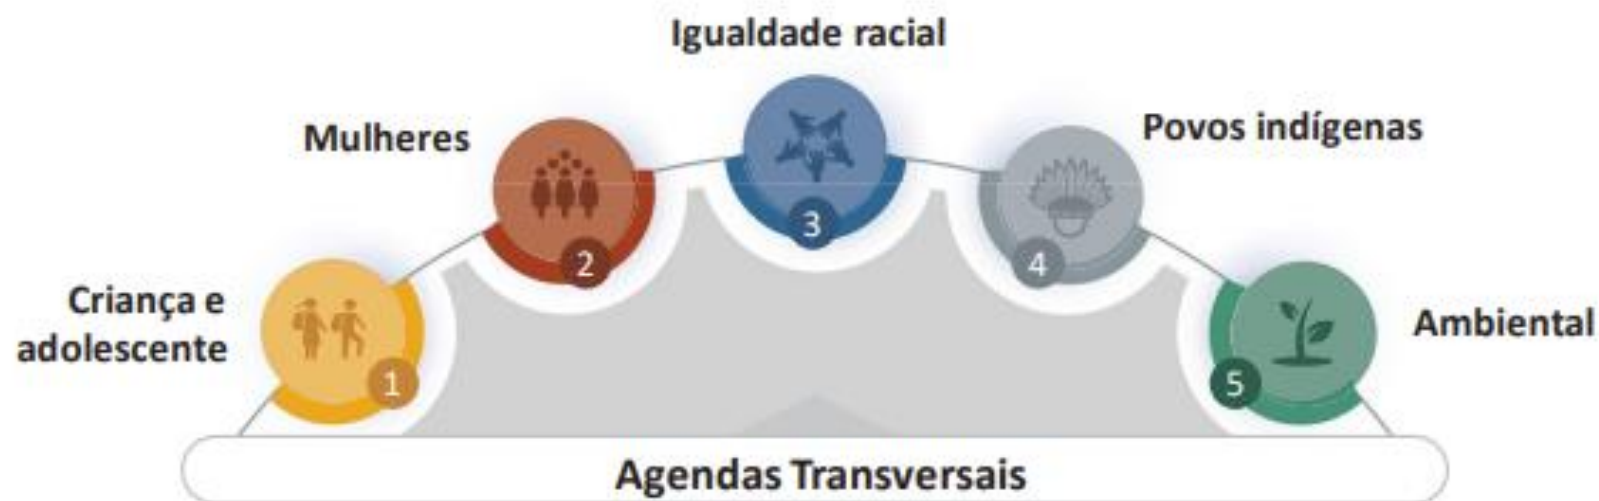 Igualdade racial
Mulheres
Povos indígenas
3
2
4
Criança e
adolescente
Ambiental
1
5
Agendas Transversais